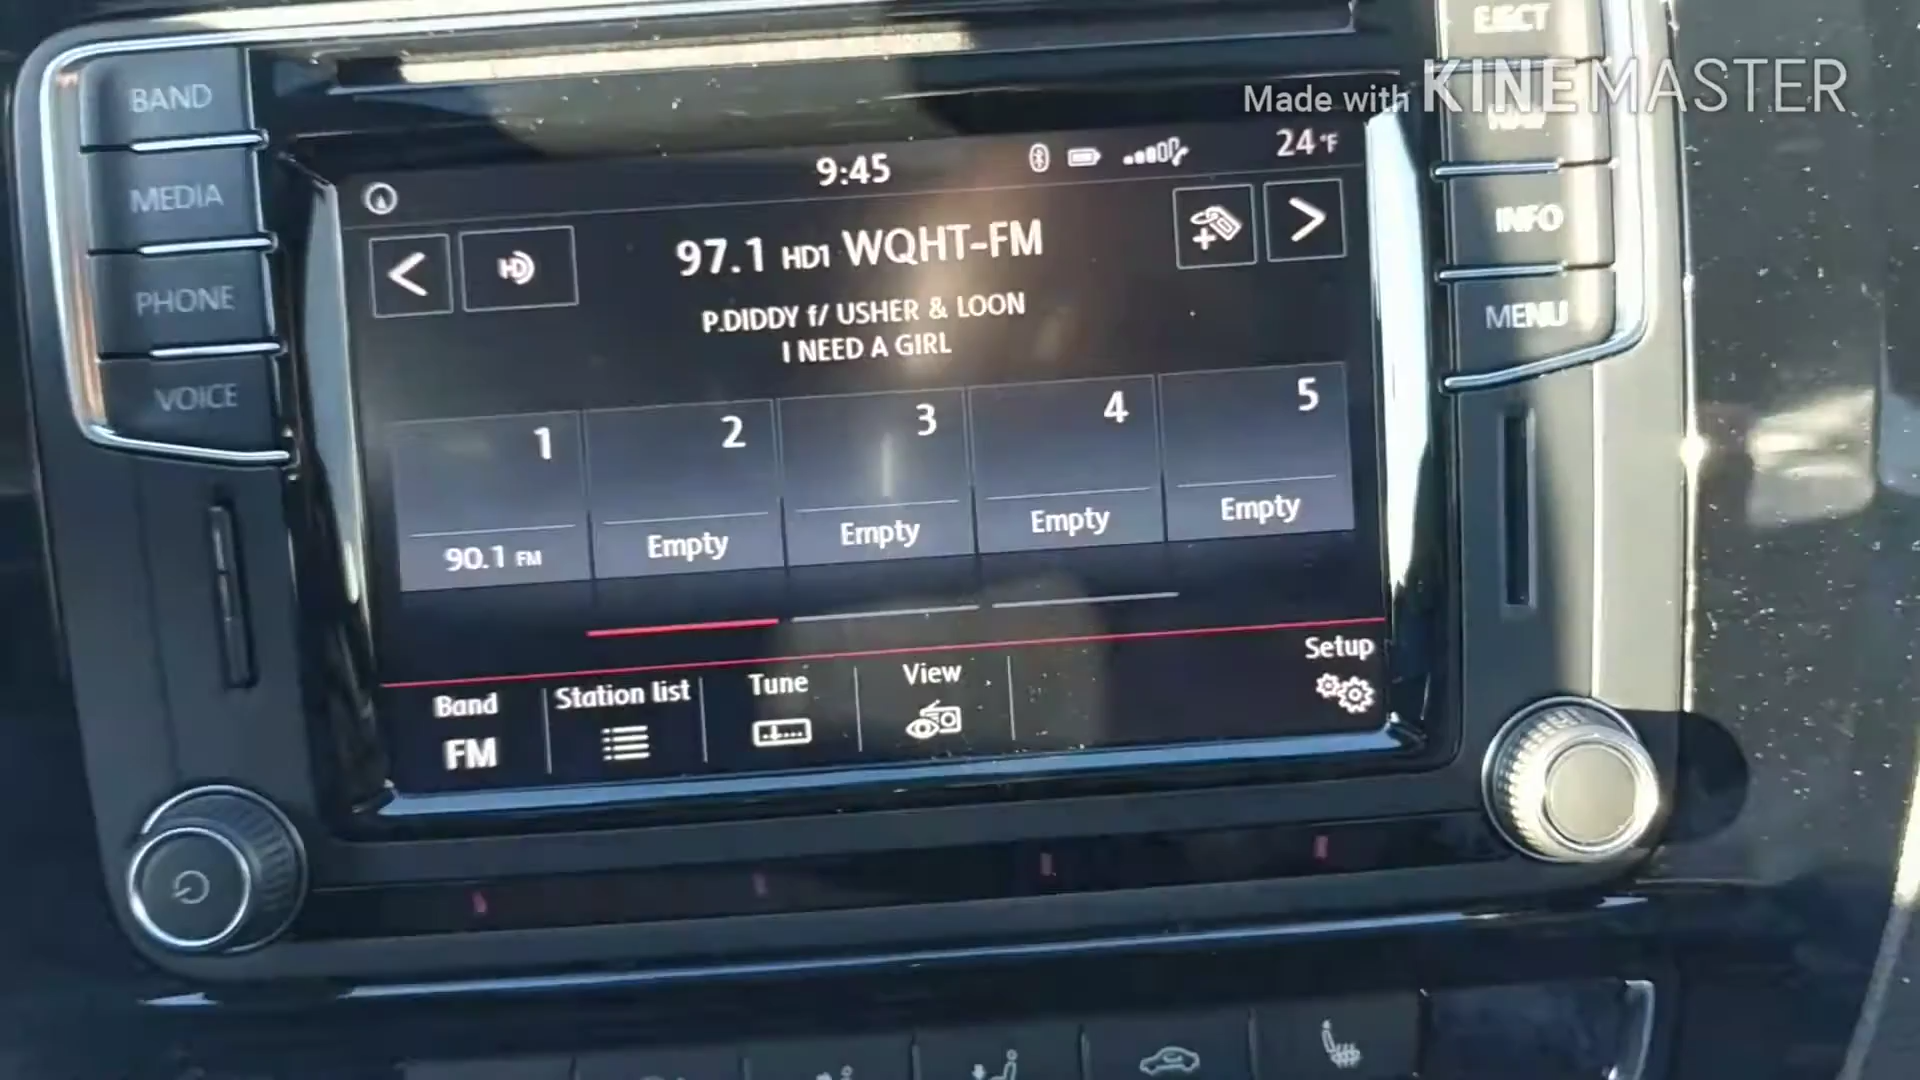 Made with KINEMASTER
EJECT
BAND
MEDIA
PHONE
VOICE
NAV
INFO
MENU
9:45
24°F
HD
97.1 HD1 WQHT-FM
P.DIDDY f/ USHER & LOON
I NEED A GIRL
1
2
3
4
5
90.1 FM
Empty
Empty
Empty
Empty
Band
FM
Station list
Tune
View
Setup